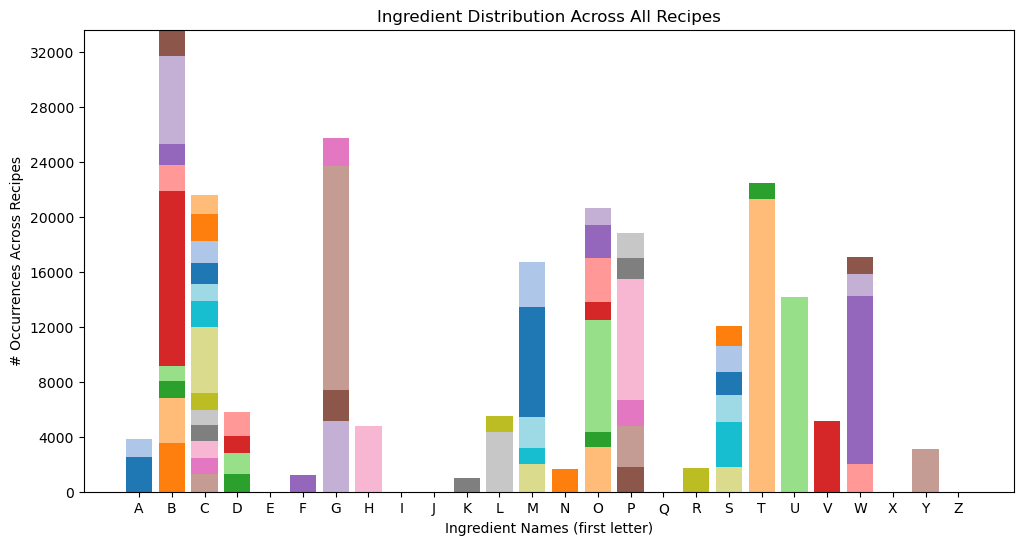 Ingredient Distribution Across All Recipes
# Occurrences Across Recipes
32000
28000
24000
20000
16000
12000
8000
4000
0
A B C D E F G H I J K L M N O P Q R S T U V W X Y Z
Ingredient Names (first letter)